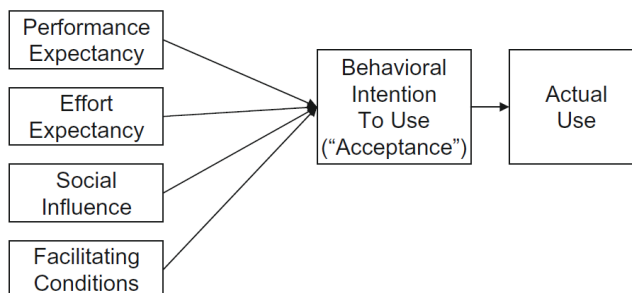 Performance
Expectancy
Effort
Expectancy
Social
Influence
Facilitating
Conditions
Behavioral
Intention
To Use
(“Acceptance”)
Actual
Use